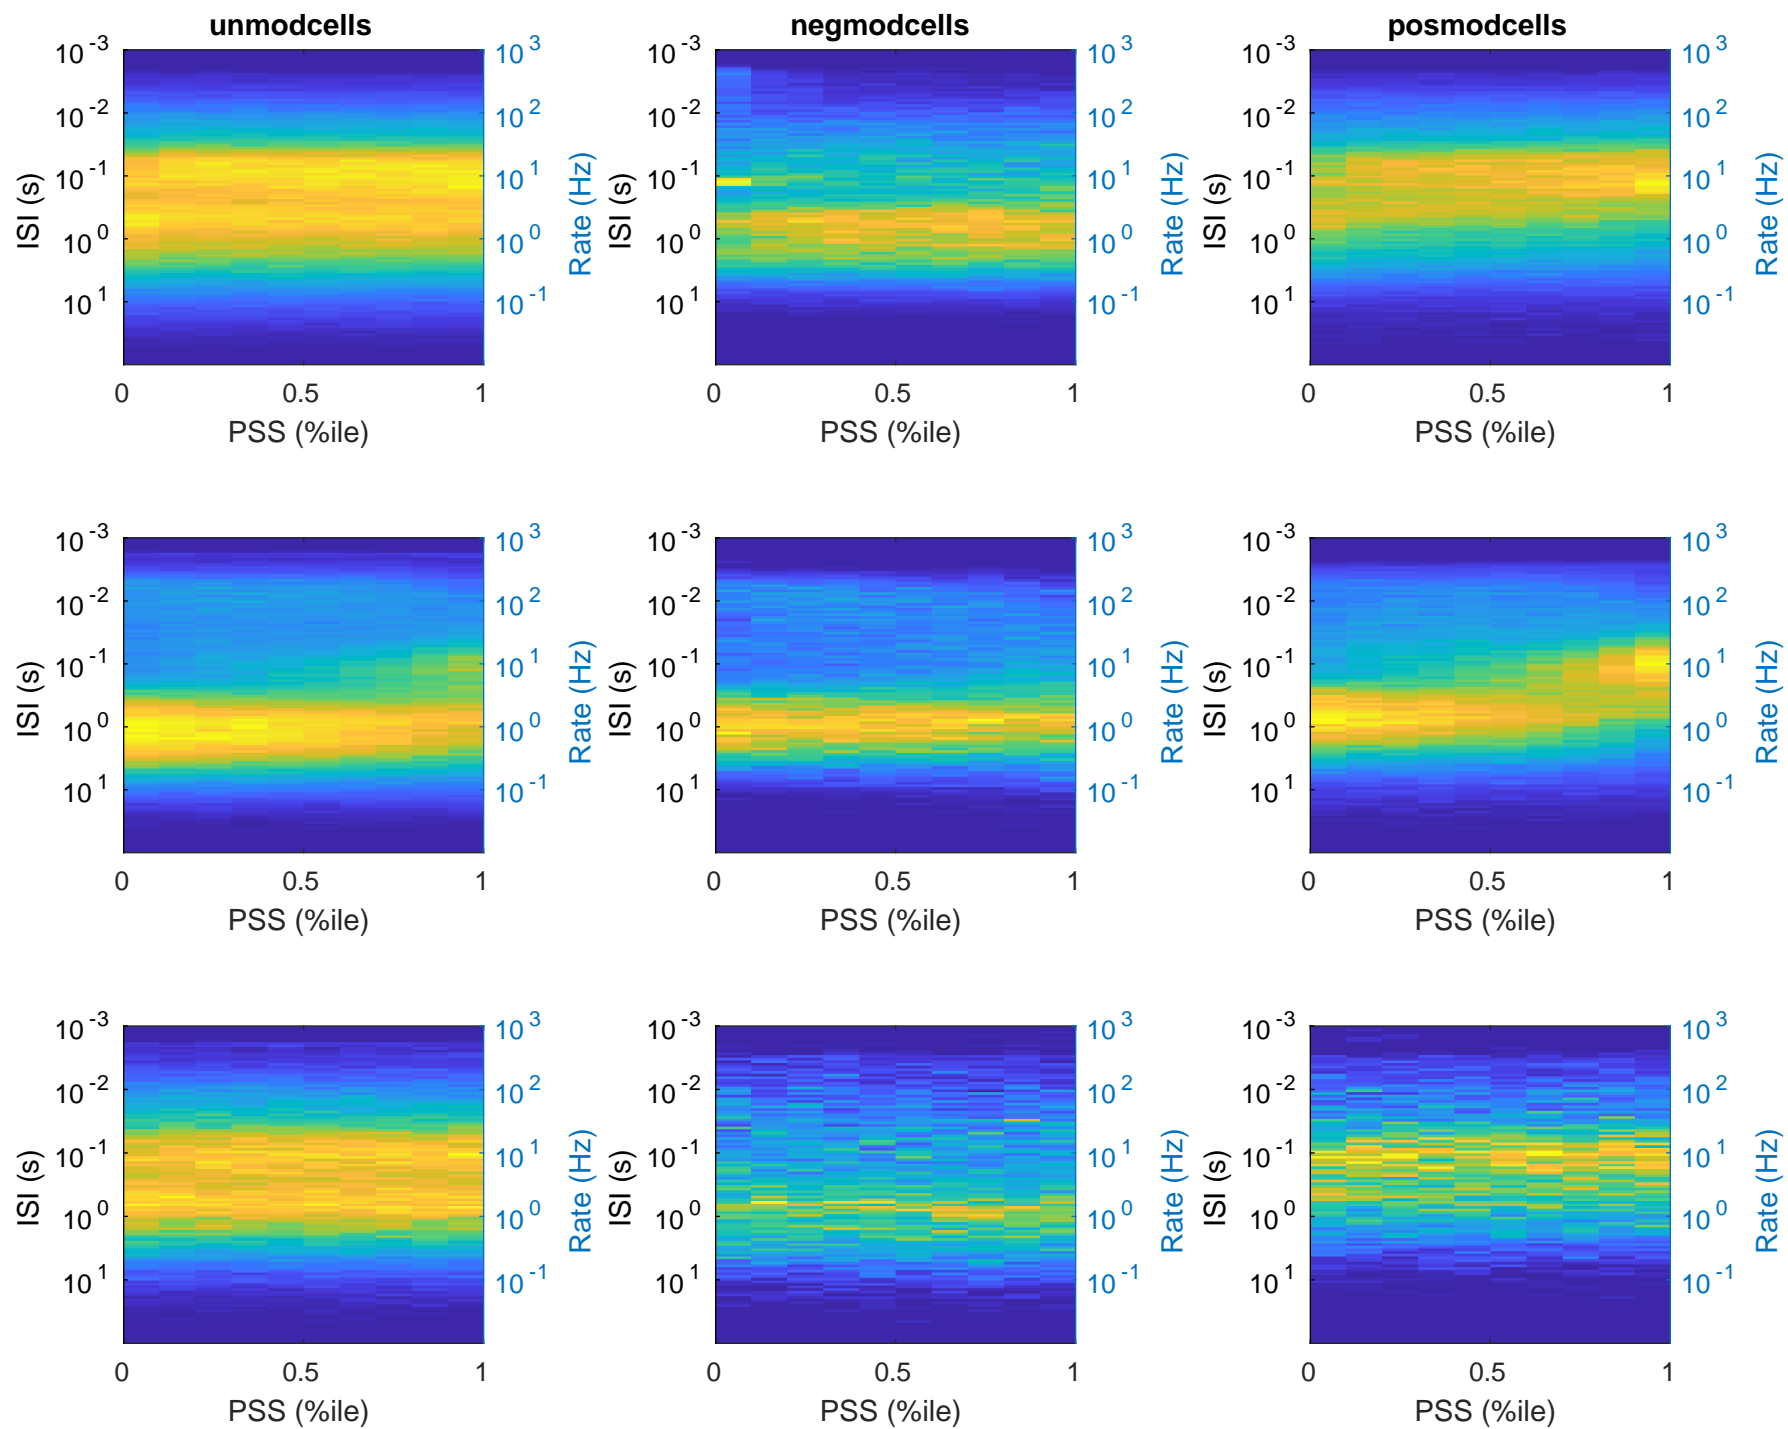 unmodcells negmodcells posmodcells
10-3 10 3 10-3 10 3 10-3 10 3
10-2 10 2 10-2 10 2 10-2 10 2
10-1 10 1 10-1 10 1 10-1 10 1
10 0 10 0 10 0 10 0 10 0 10 0
10 1 10-1 10 1 10-1 10 1 10-1
ISI (s) Rate (Hz) ISI (s) Rate (Hz) ISI (s) Rate (Hz)
0 0.5 1 0 0.5 1 0 0.5 1
PSS (%ile) PSS (%ile) PSS (%ile)
10-3 10 3 10-3 10 3 10-3 10 3
10-2 10 2 10-2 10 2 10-2 10 2
10-1 10 1 10-1 10 1 10-1 10 1
10 0 10 0 10 0 10 0 10 0 10 0
10 1 10-1 10 1 10-1 10 1 10-1
ISI (s) Rate (Hz) ISI (s) Rate (Hz) ISI (s) Rate (Hz)
0 0.5 1 0 0.5 1 0 0.5 1
PSS (%ile) PSS (%ile) PSS (%ile)
10-3 10 3 10-3 10 3 10-3 10 3
10-2 10 2 10-2 10 2 10-2 10 2
10-1 10 1 10-1 10 1 10-1 10 1
10 0 10 0 10 0 10 0 10 0 10 0
10 1 10-1 10 1 10-1 10 1 10-1
ISI (s) Rate (Hz) ISI (s) Rate (Hz) ISI (s) Rate (Hz)
0 0.5 1 0 0.5 1 0 0.5 1
PSS (%ile) PSS (%ile) PSS (%ile)